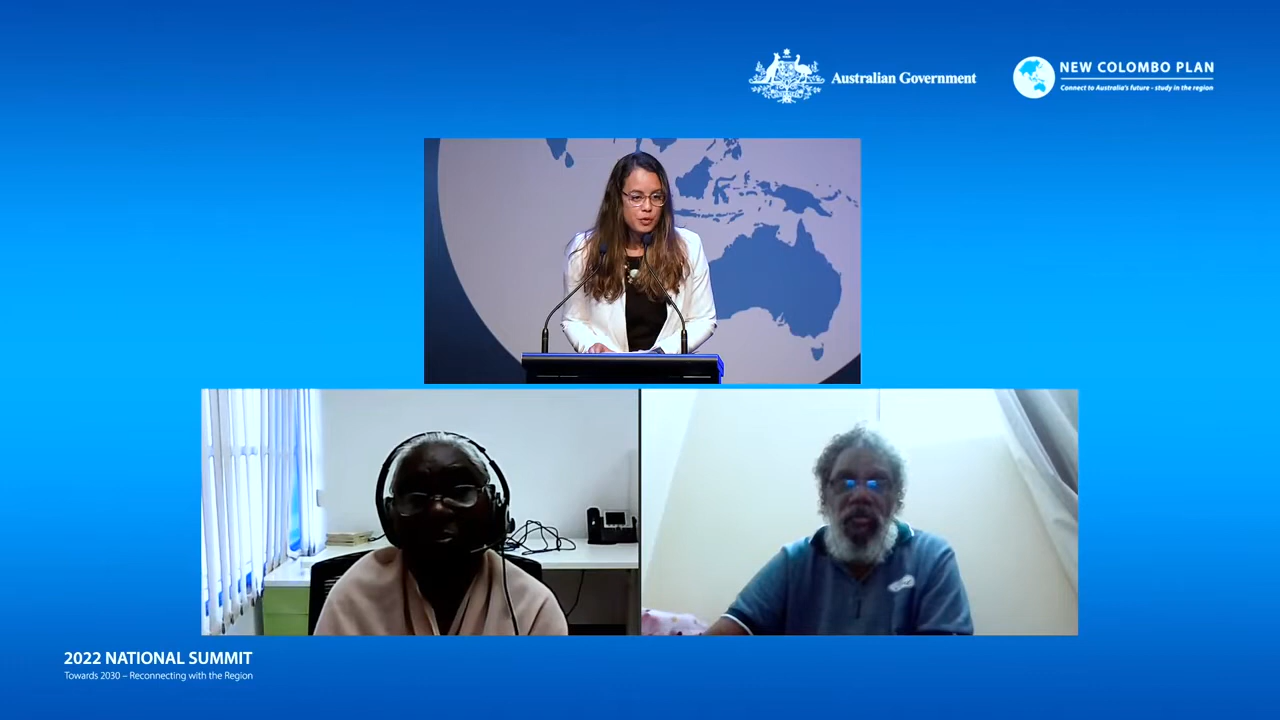 Australian Government
NEW COLOMBO PLAN
Connect to Australia's future - study in the region
2022 NATIONAL SUMMIT
Towards 2030 – Reconnecting with the Region